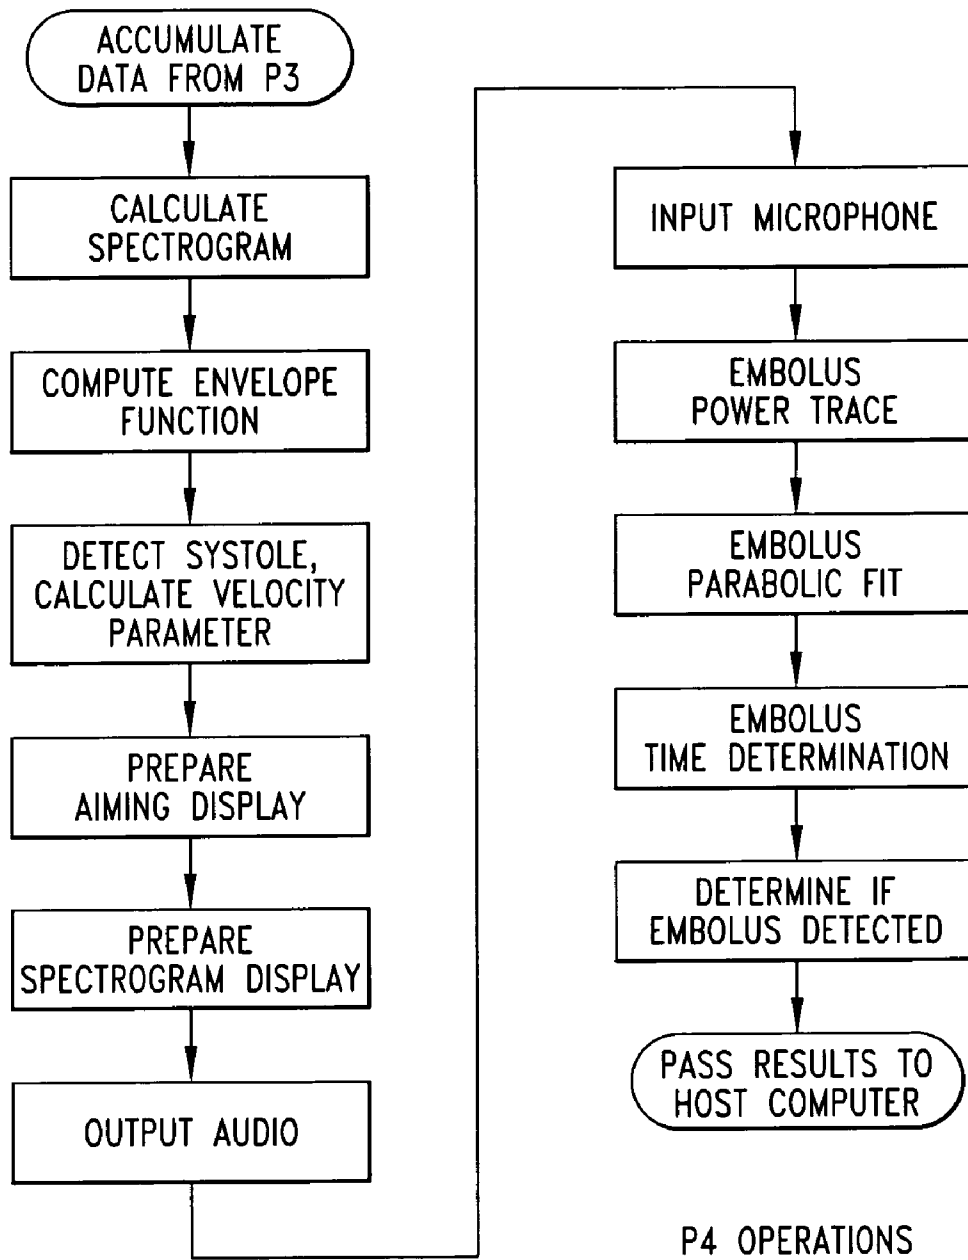 ACCUMULATE
DATA FROM P3
CALCULATE
SPECTROGRAM
COMPUTE ENVELOPE
FUNCTION
DETECT SYSTOLE,
CALCULATE VELOCITY
PARAMETER
PREPARE
AIMING DISPLAY
PREPARE
SPECTROGRAM DISPLAY
OUTPUT AUDIO
INPUT MICROPHONE
EMBOLUS
POWER TRACE
EMBOLUS
PARABOLIC FIT
EMBOLUS
TIME DETERMINATION
DETERMINE IF
EMBOLUS DETECTED
PASS RESULTS TO
HOST COMPUTER
P4 OPERATIONS